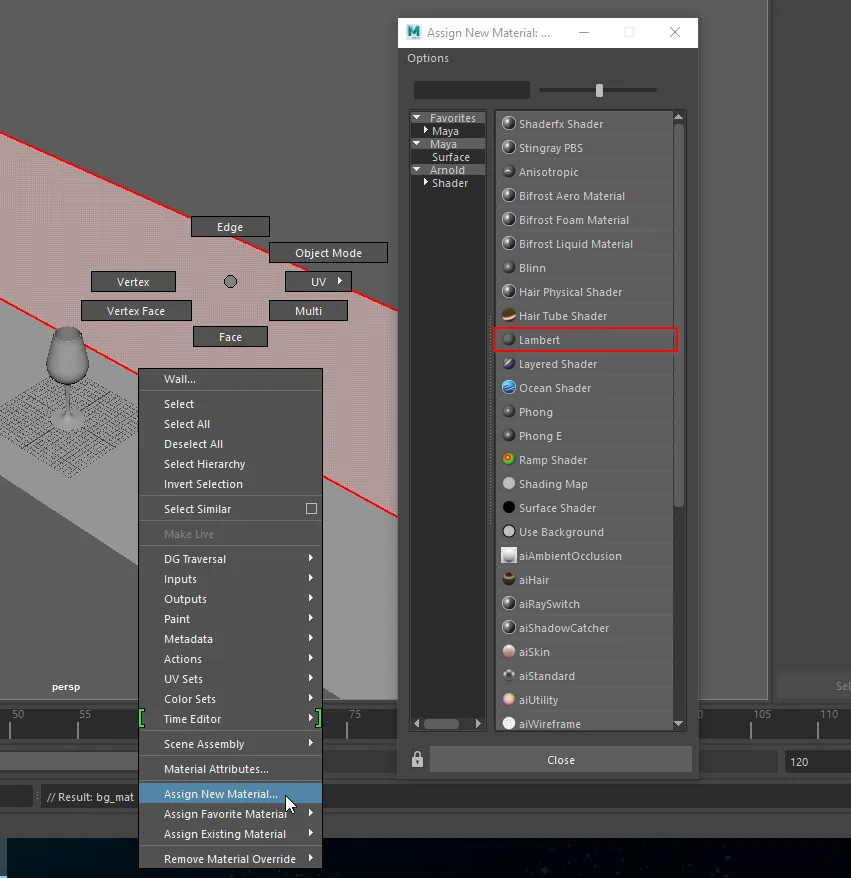 Assign New Material: ...
Options
Favorites
Maya
Maya
Surface
Arnold
Shader
Shaderfx Shader
Stingray PBS
Anisotropic
Bifrost Aero Material
Bifrost Foam Material
Bifrost Liquid Material
Blinn
Hair Physical Shader
Hair Tube Shader
Lambert
Layered Shader
Ocean Shader
Phong
Phong E
Ramp Shader
Shading Map
Surface Shader
Use Background
aiAmbientOcclusion
aiHair
aiRaySwitch
aiShadowCatcher
aiSkin
aiStandard
aiUtility
aiWireframe
Close
Edge
Object Mode
Vertex
UV
Vertex Face
Multi
Face
Wall...
Select
Select All
Deselect All
Select Hierarchy
Invert Selection
Select Similar
Make Live
DG Traversal
Inputs
Outputs
Paint
Metadata
Actions
UV Sets
Color Sets
Time Editor
Scene Assembly
Material Attributes...
Assign New Material...
Assign Favorite Material
Assign Existing Material
Remove Material Override
persp
Sel
50 55 75 0 105 110
120
// Result: bg_mat